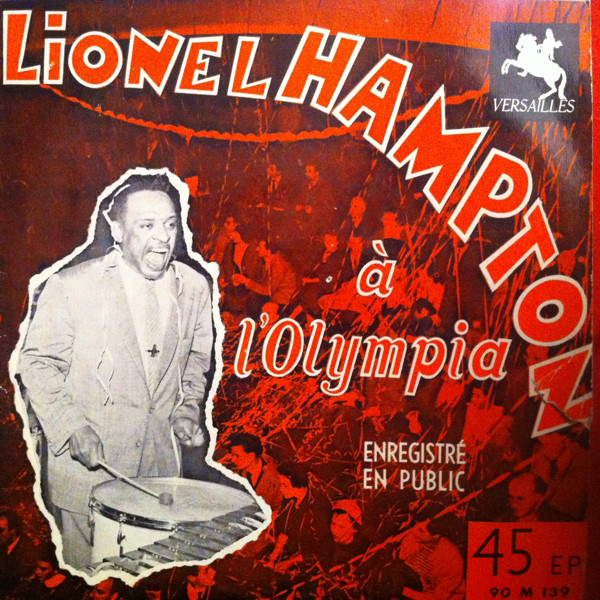 LIONEL HAMPTON
VERSAILLES
à
l'Olympia
ENREGISTRÉ
EN PUBLIC
45 EP
90 M 139